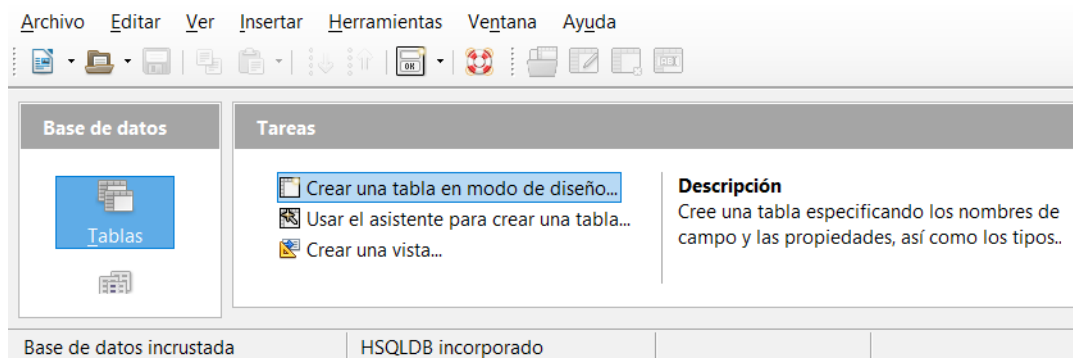 Archivo Editar Ver Insertar Herramientas Ventana Ayuda
OK
ABI
Base de datos
Tareas
Tablas
Crear una tabla en modo de diseño...
Usar el asistente para crear una tabla...
Crear una vista...
Descripción
Cree una tabla especificando los nombres de
campo y las propiedades, así como los tipos..
Base de datos incrustada
HSQLDB incorporado